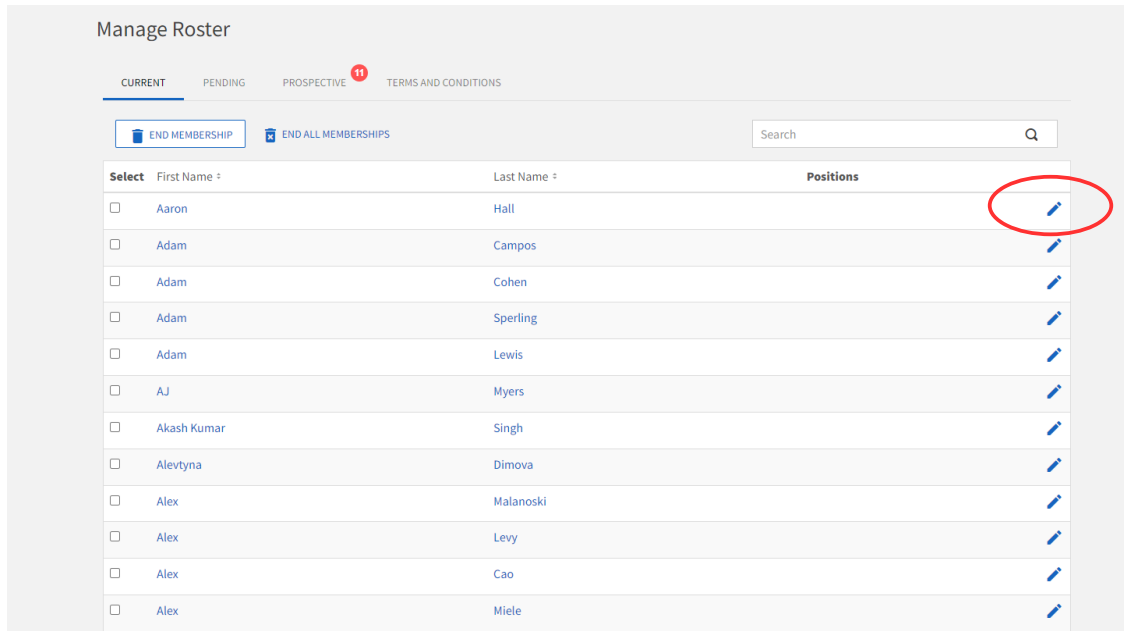 Manage Roster
CURRENT PENDING PROSPECTIVE 11 TERMS AND CONDITIONS
END MEMBERSHIP END ALL MEMBERSHIPS Search
Select First Name Last Name Positions
Aaron Hall
Adam Campos
Adam Cohen
Adam Sperling
Adam Lewis
AJ Myers
Akash Kumar Singh
Alevtyna Dimova
Alex Malanoski
Alex Levy
Alex Cao
Alex Miele